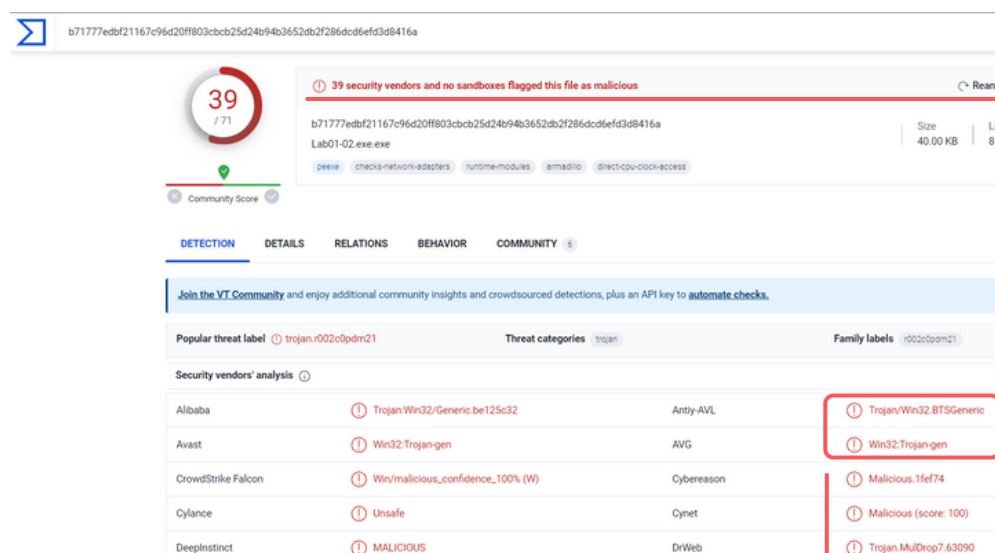 b71777edbf21167c96d20ff803cbcb25d24b94b3652db2f286dcd6efd3d8416a
39
/ 71
Community Score
39 security vendors and no sandboxes flagged this file as malicious
Rean
b71777edbf21167c96d20ff803cbcb25d24b94b3652db2f286dcd6efd3d8416a
Lab01-02.exe.exe
peexe checks-network-adapters runtime-modules armadillo direct-cpu-clock-access
Size
40.00 KB
L
8
DETECTION DETAILS RELATIONS BEHAVIOR COMMUNITY 6
Join the VT Community and enjoy additional community insights and crowdsourced detections, plus an API key to automate checks.
Popular threat label trojan.r002c0pdm21 Threat categories trojan Family labels r002c0pdm21
Security vendors' analysis
Alibaba Trojan:Win32/Generic.be125c32 Antiy-AVL Trojan/Win32.BTSGeneric
Avast Win32:Trojan-gen AVG Win32:Trojan-gen
CrowdStrike Falcon Win/malicious_confidence_100% (W) Cybereason Malicious.1fef74
Cylance Unsafe Cynet Malicious (score: 100)
DeepInstinct MALICIOUS DrWeb Trojan.MulDrop7.63090